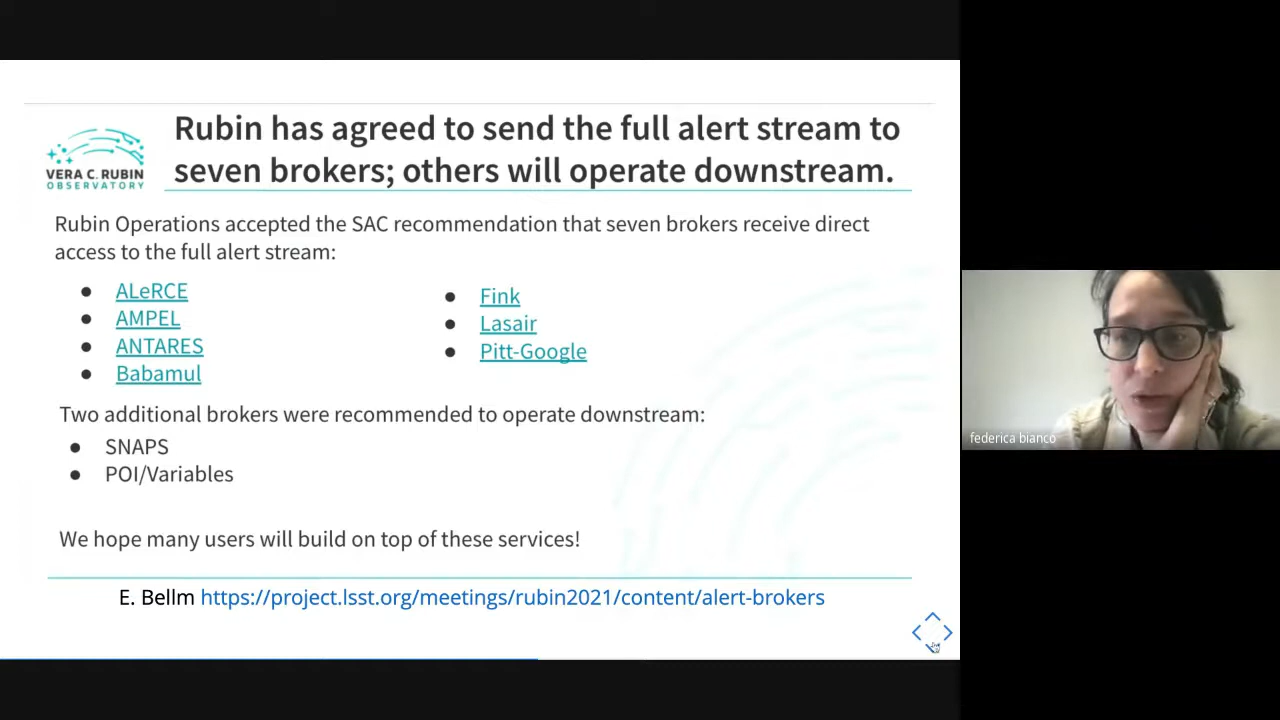 Rubin has agreed to send the full alert stream to
seven brokers; others will operate downstream.
VERA C. RUBIN
OBSERVATORY
Rubin Operations accepted the SAC recommendation that seven brokers receive direct
access to the full alert stream:
● ALeRCE
● AMPEL
● ANTARES
● Babamul
● Fink
● Lasair
● Pitt-Google
Two additional brokers were recommended to operate downstream:
● SNAPS
● POI/Variables
We hope many users will build on top of these services!
E. Bellm https://project.lsst.org/meetings/rubin2021/content/alert-brokers
federica bianco